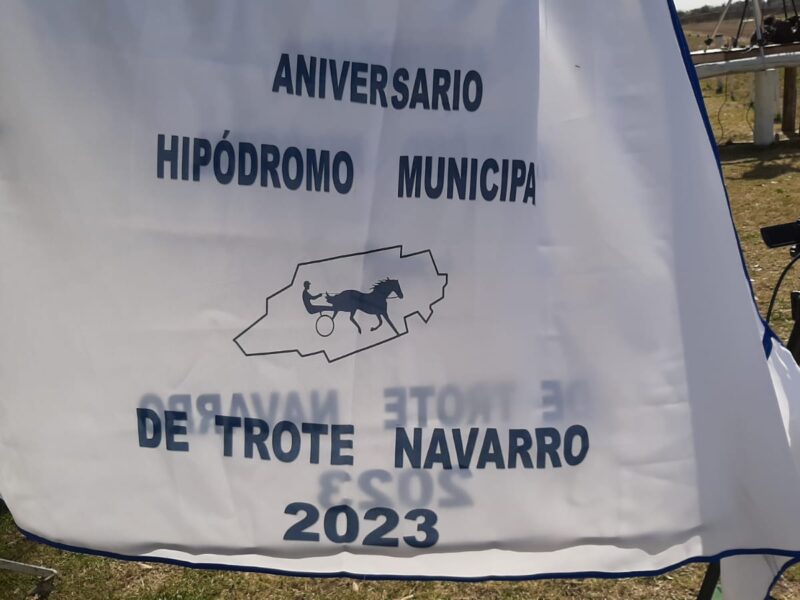 ANIVERSARIO
HIPÓDROMO MUNICIPA
DE TROTE NAVARRO
2023